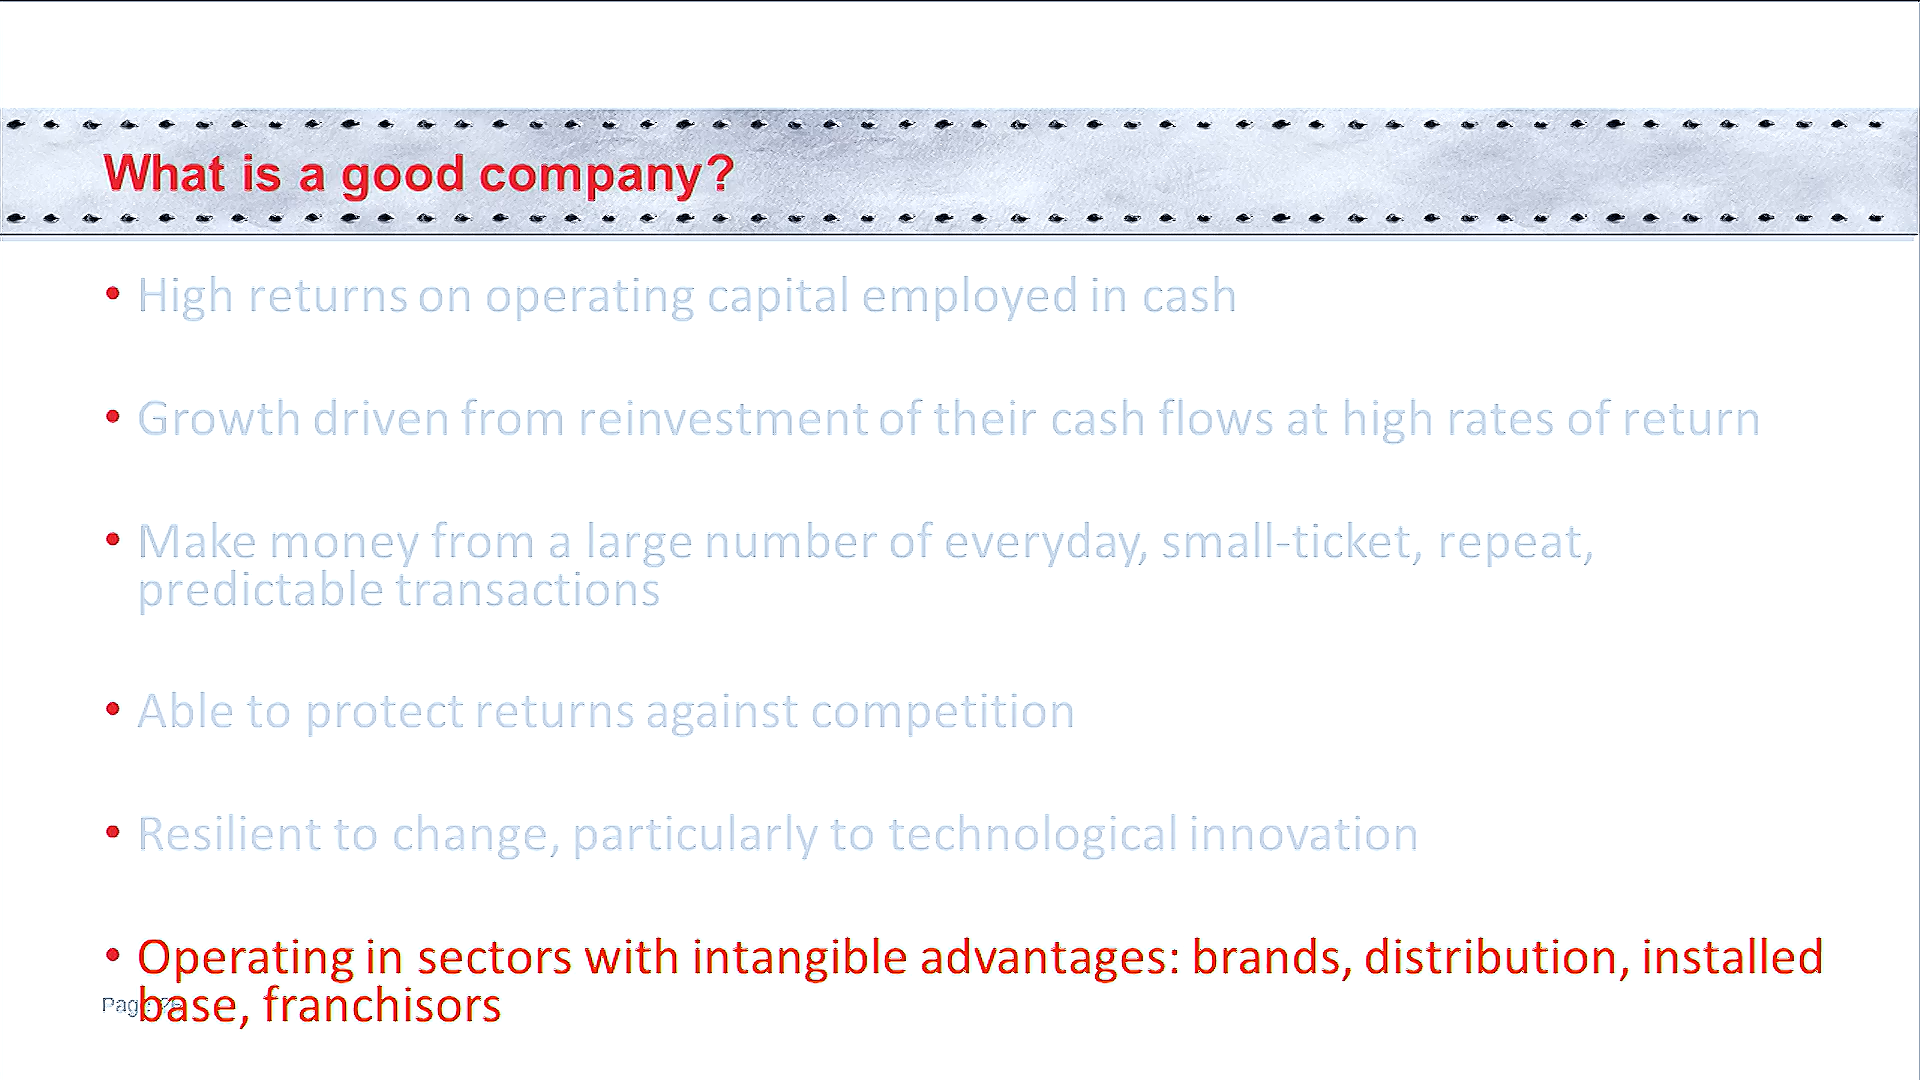 What is a good company?
• High returns on operating capital employed in cash
• Growth driven from reinvestment of their cash flows at high rates of return
• Make money from a large number of everyday, small-ticket, repeat,
predictable transactions
• Able to protect returns against competition
• Resilient to change, particularly to technological innovation
• Operating in sectors with intangible advantages: brands, distribution, installed
base, franchisors